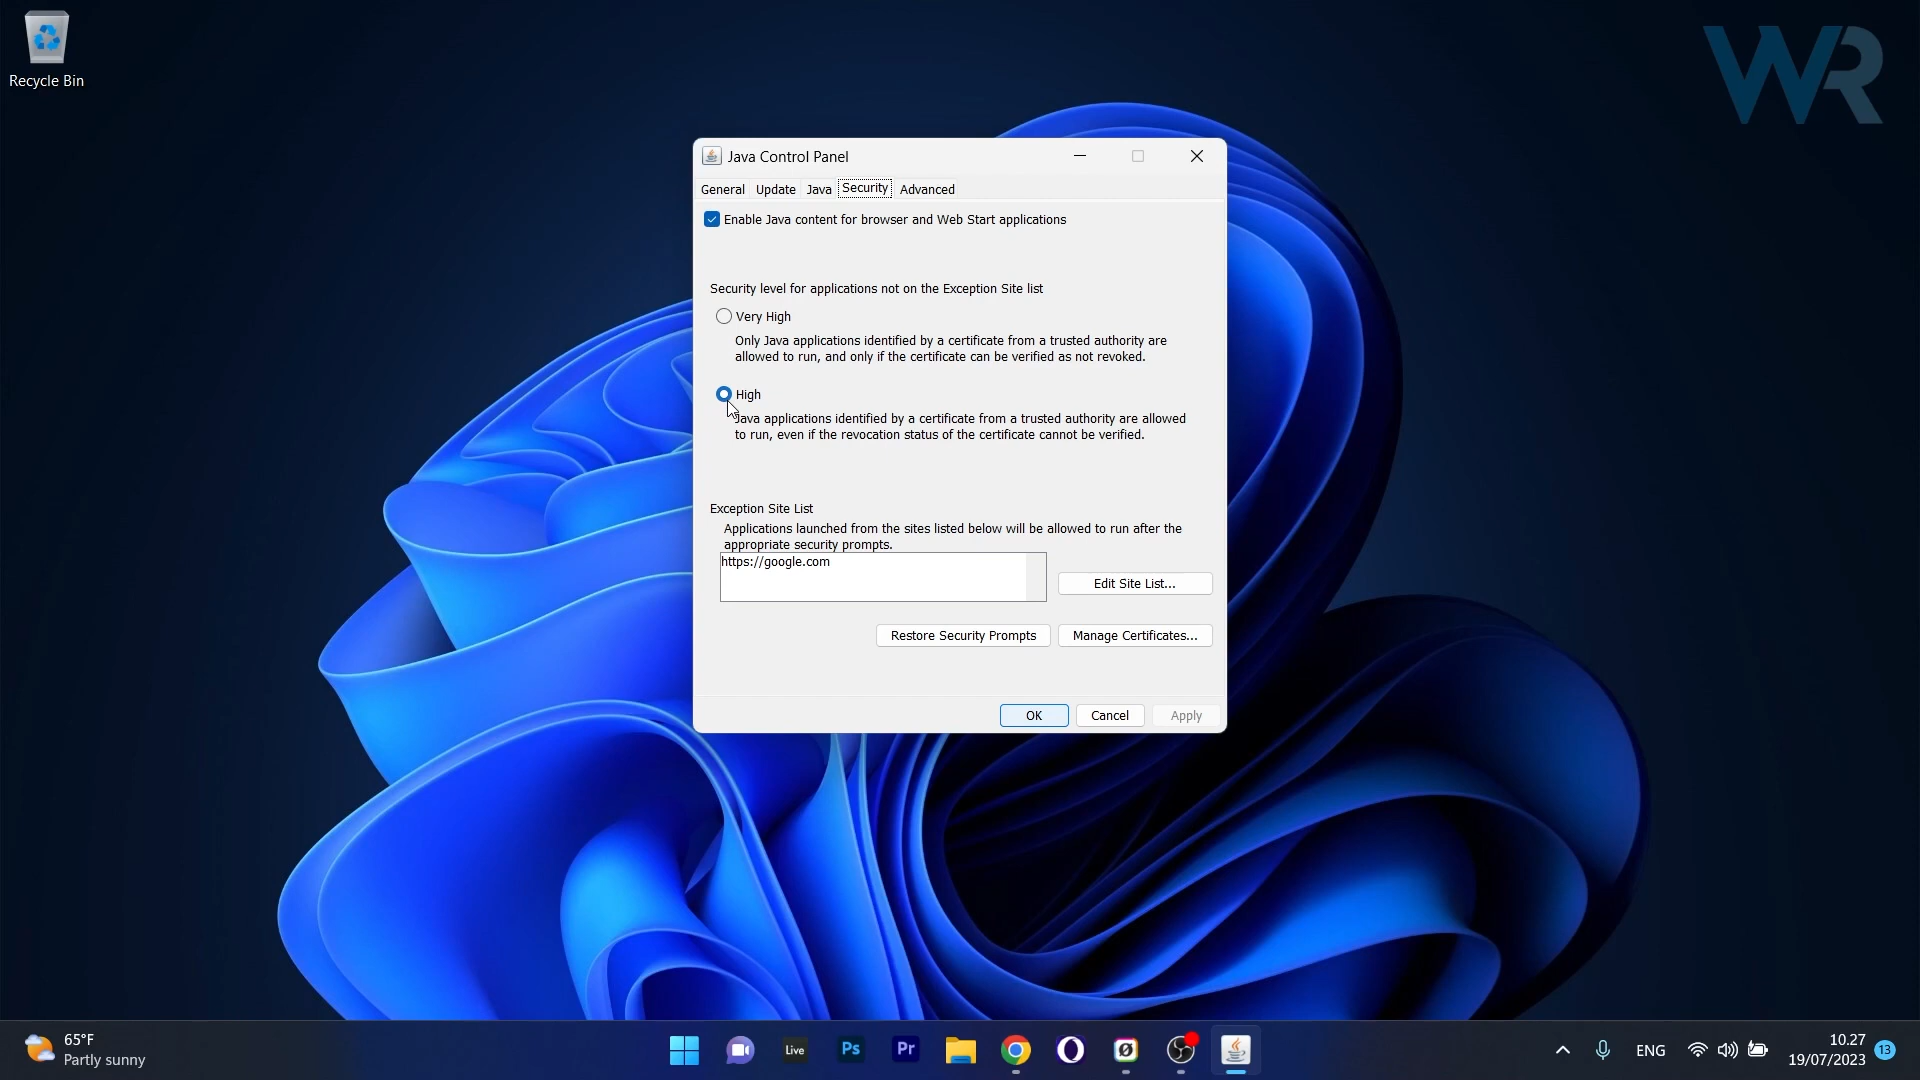 Recycle Bin
WR
Java Control Panel
General Update Java Security Advanced
Enable Java content for browser and Web Start applications
Security level for applications not on the Exception Site list
Very High
Only Java applications identified by a certificate from a trusted authority are
allowed to run, and only if the certificate can be verified as not revoked.
High
Java applications identified by a certificate from a trusted authority are allowed
to run, even if the revocation status of the certificate cannot be verified.
Exception Site List
Applications launched from the sites listed below will be allowed to run after the
appropriate security prompts.
https://google.com
Edit Site List...
Restore Security Prompts Manage Certificates...
OK Cancel Apply
65°F
Partly sunny
Live
Ps
Pr
ENG
10.27
19/07/2023
13